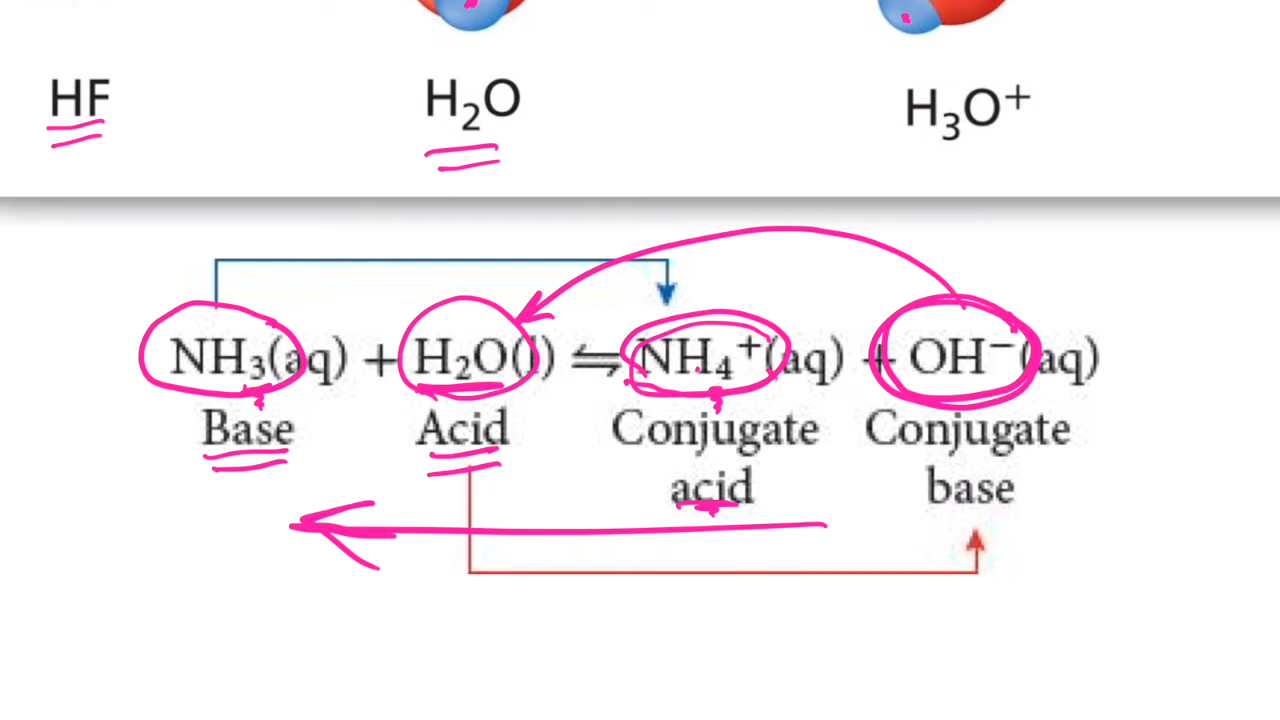 HF H₂O H₃O⁺
NH₃(aq) + H₂O(l) ⇌ NH₄⁺(aq) + OH⁻(aq)
Base Acid Conjugate acid Conjugate base